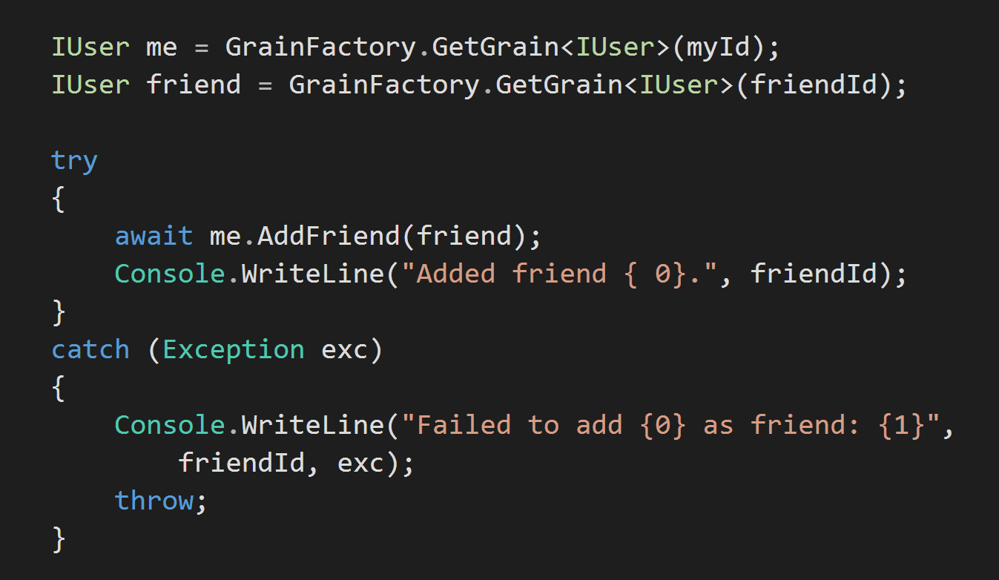 IUser me = GrainFactory.GetGrain<IUser>(myId);
IUser friend = GrainFactory.GetGrain<IUser>(friendId);

try
{
    await me.AddFriend(friend);
    Console.WriteLine("Added friend { 0}.", friendId);
}
catch (Exception exc)
{
    Console.WriteLine("Failed to add {0} as friend: {1}",
        friendId, exc);
    throw;
}